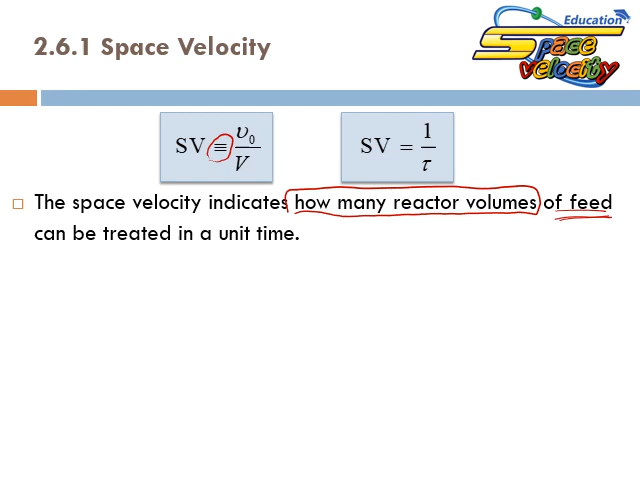 2.6.1 Space Velocity
Education
Space
Velocity
SV ≡ υ₀/V
SV = 1/τ
The space velocity indicates how many reactor volumes of feed
can be treated in a unit time.